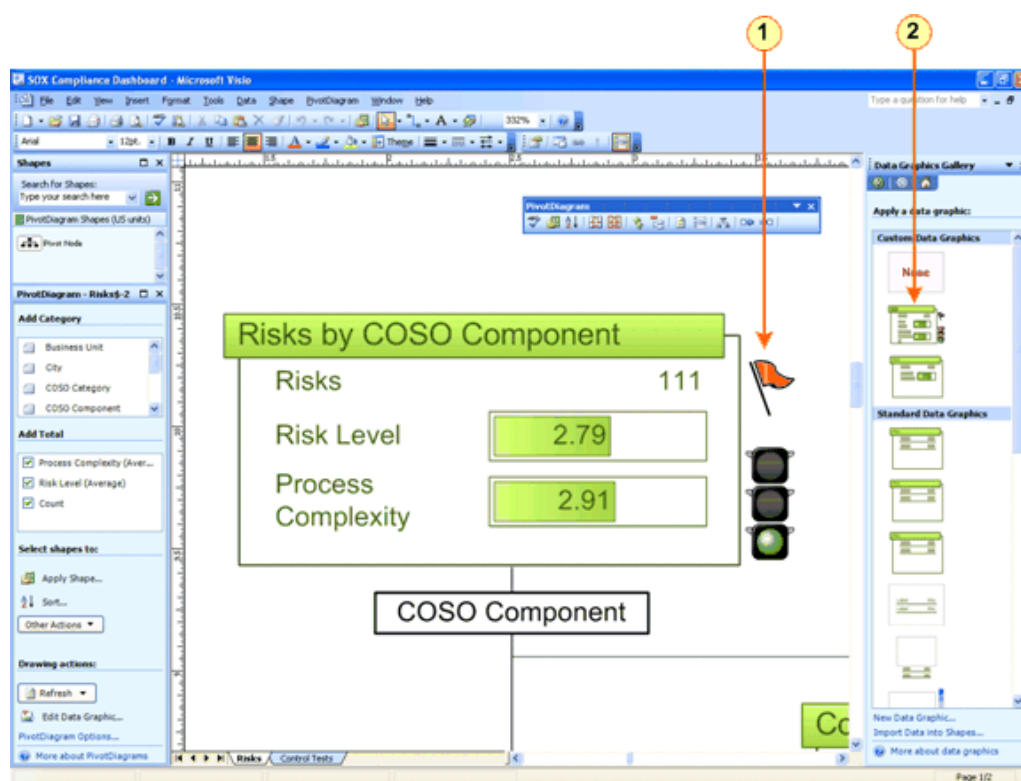 1
2
SOX Compliance Dashboard - Microsoft Visio
File Edit View Insert Format Tools Data Shape PivotDiagram Window Help
Type a question for help
332%
Arial
12pt.
B I U
Theme
Shapes
Search for Shapes:
Type your search here
PivotDiagram Shapes (US units)
Pivot Node
PivotDiagram - Risks$-2
Add Category
Business Unit
City
COSO Category
COSO Component
Add Total
Process Complexity (Aver...
Risk Level (Average)
Count
Select shapes to:
Apply Shape...
Sort...
Other Actions
Drawing actions:
Refresh
Edit Data Graphic...
PivotDiagram Options...
More about PivotDiagrams
PivotDiagram
Risks by COSO Component
Risks 111
Risk Level 2.79
Process
Complexity 2.91
COSO Component
Co
Risks Control Tests
Data Graphics Gallery
Apply a data graphic:
Custom Data Graphics
None
Standard Data Graphics
New Data Graphic...
Import Data into Shapes...
More about data graphics
Page 1/2